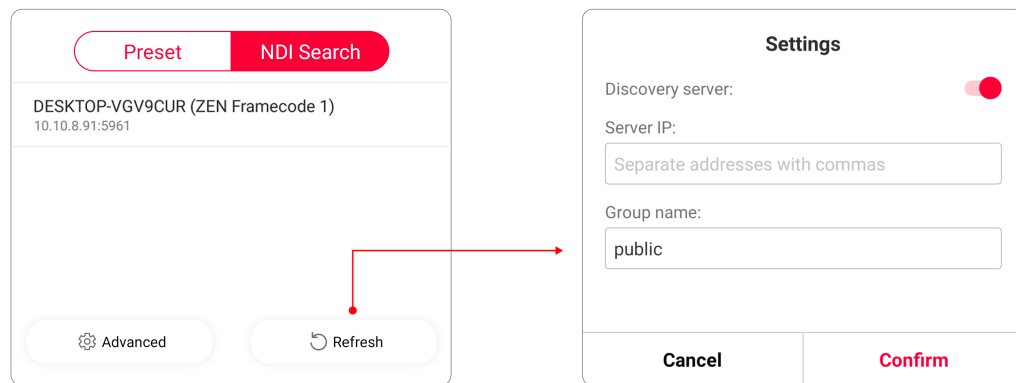 Preset
NDI Search
DESKTOP-VGV9CUR (ZEN Framecode 1)
10.10.8.91:5961
Advanced
Refresh
Settings
Discovery server:
Server IP:
Separate addresses with commas
Group name:
public
Cancel
Confirm